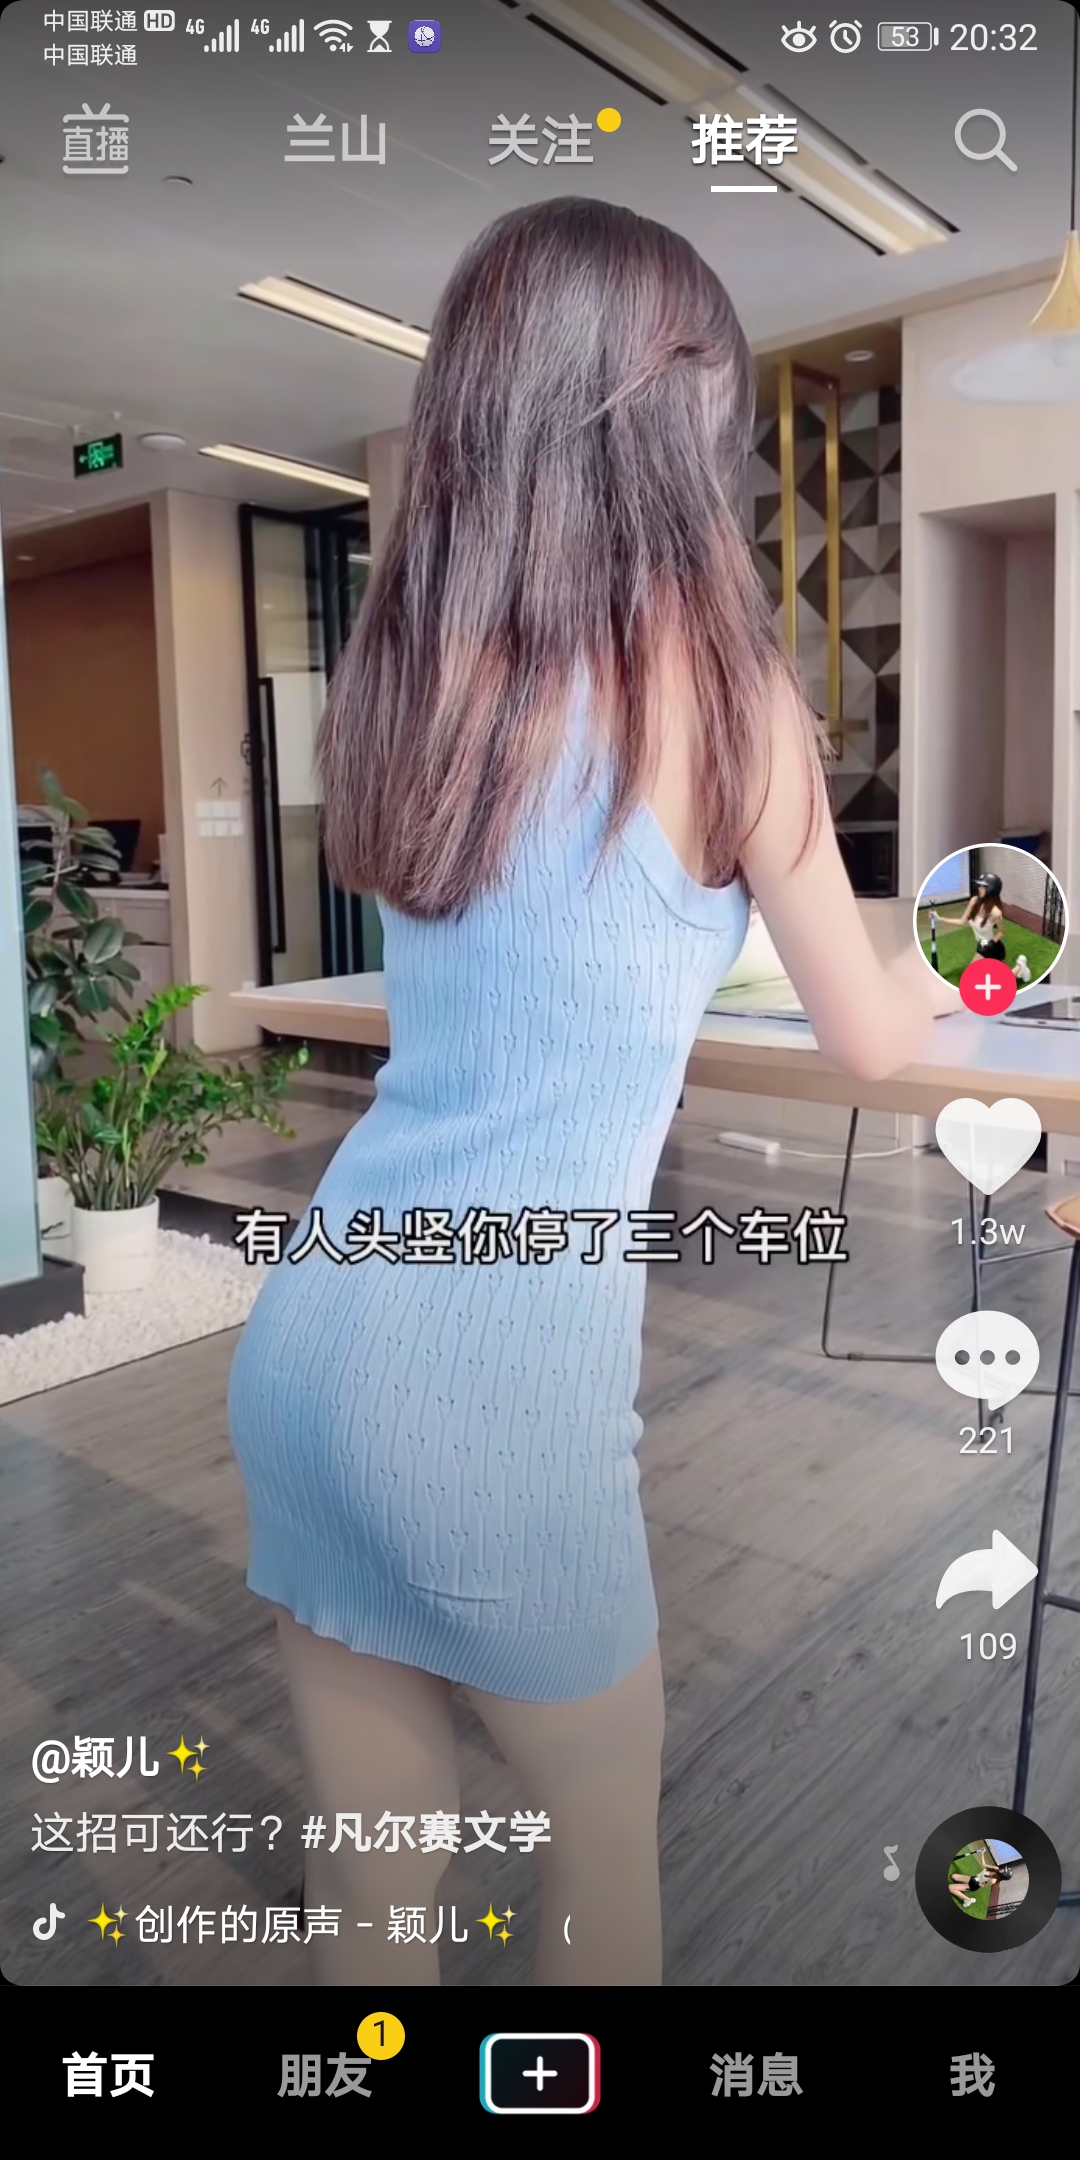 中国联通 HD 4G 4G 53 20:32
中国联通
直播 兰山 关注 推荐
有人头竖你停了三个车位
1.3w
221
109
@颖儿✨
这招可还行？#凡尔赛文学
✨创作的原声 - 颖儿✨ (
首页 朋友 1 消息 我